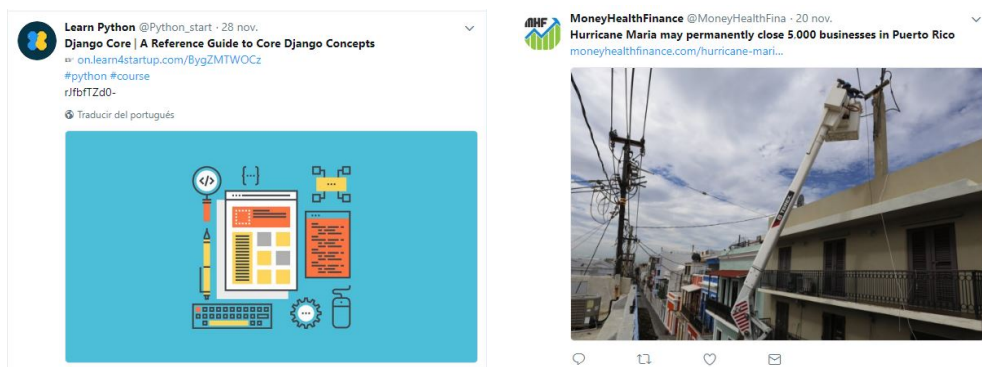 Learn Python @Python_start · 28 nov.
Django Core | A Reference Guide to Core Django Concepts
on.learn4startup.com/BygZMTWOCz
#python #course
rJfbfTZd0-
Traducir del portugués
MHF
MoneyHealthFinance @MoneyHealthFina · 20 nov.
Hurricane Maria may permanently close 5.000 businesses in Puerto Rico
moneyhealthfinance.com/hurricane-mari...